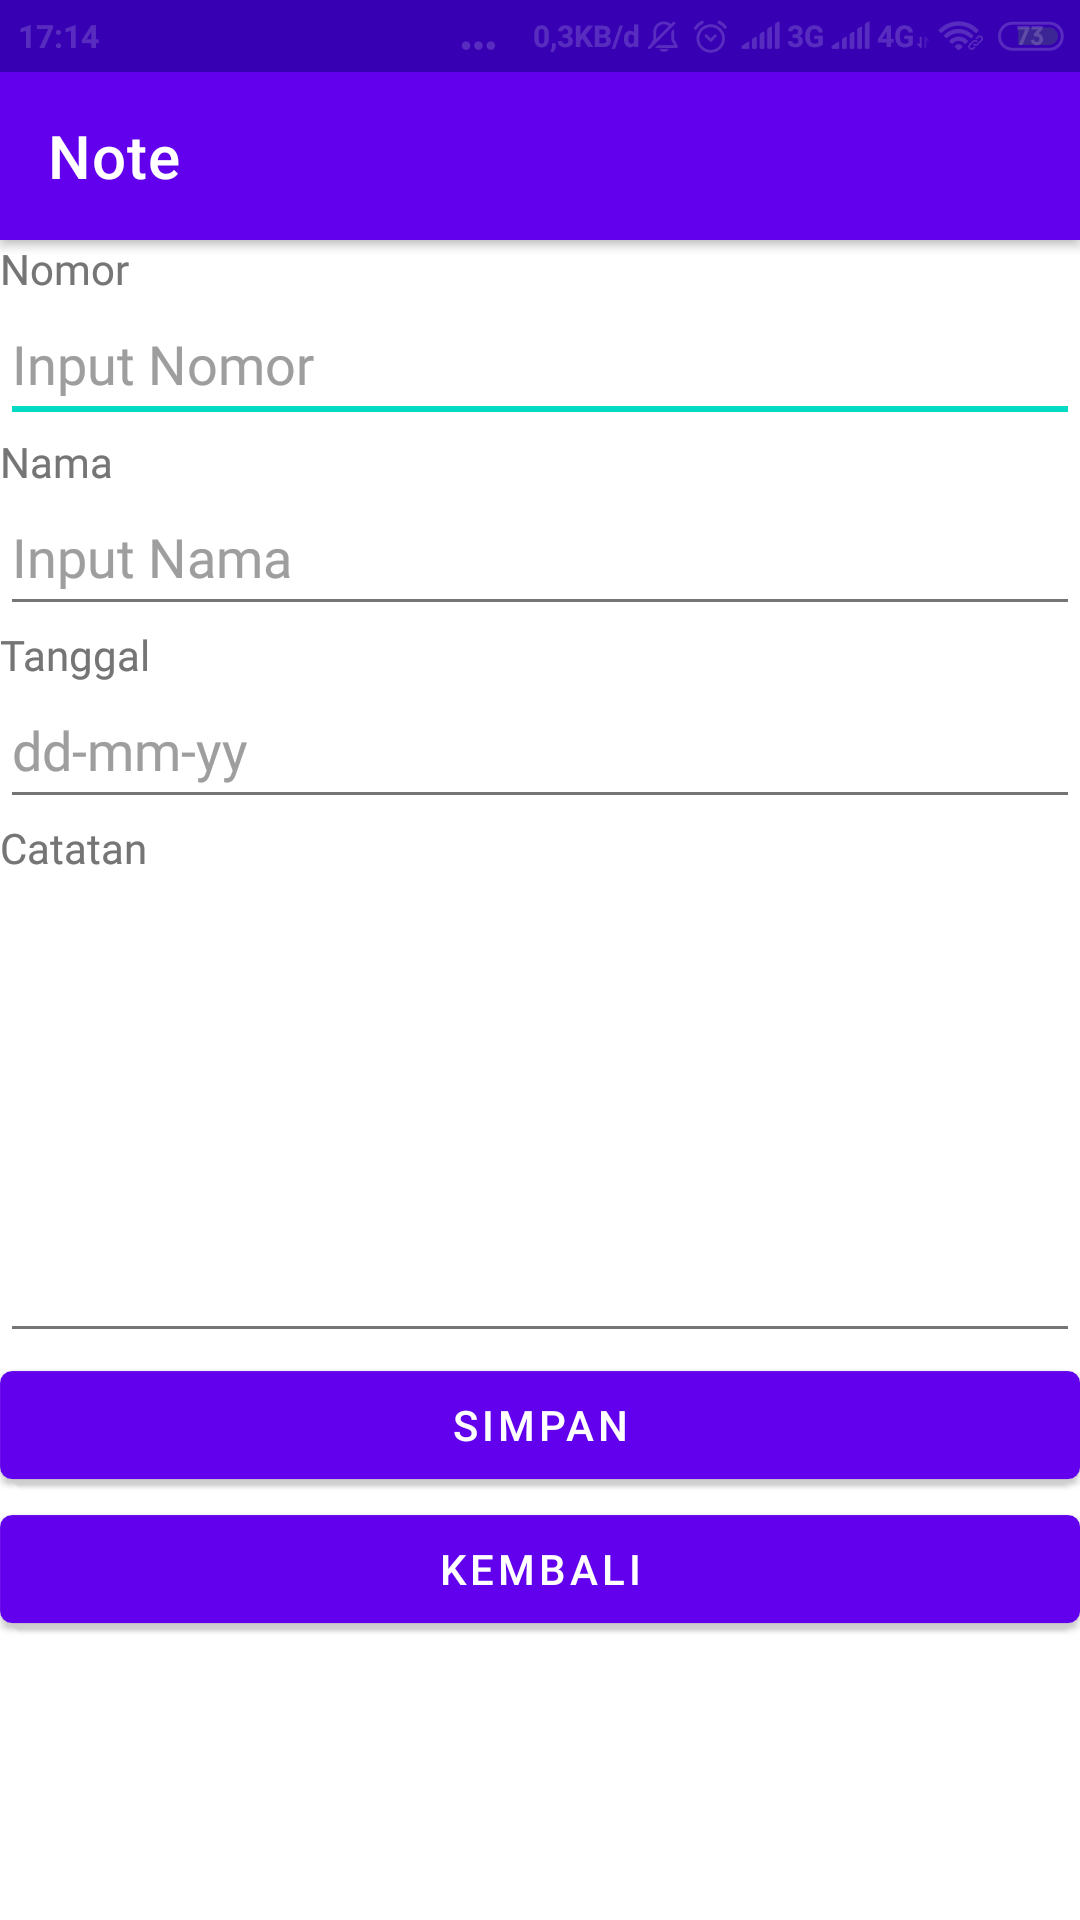 17:14 ... 0,3KB/d 3G 4G 73
Note
Nomor
Input Nomor
Nama
Input Nama
Tanggal
dd-mm-yy
Catatan
SIMPAN
KEMBALI